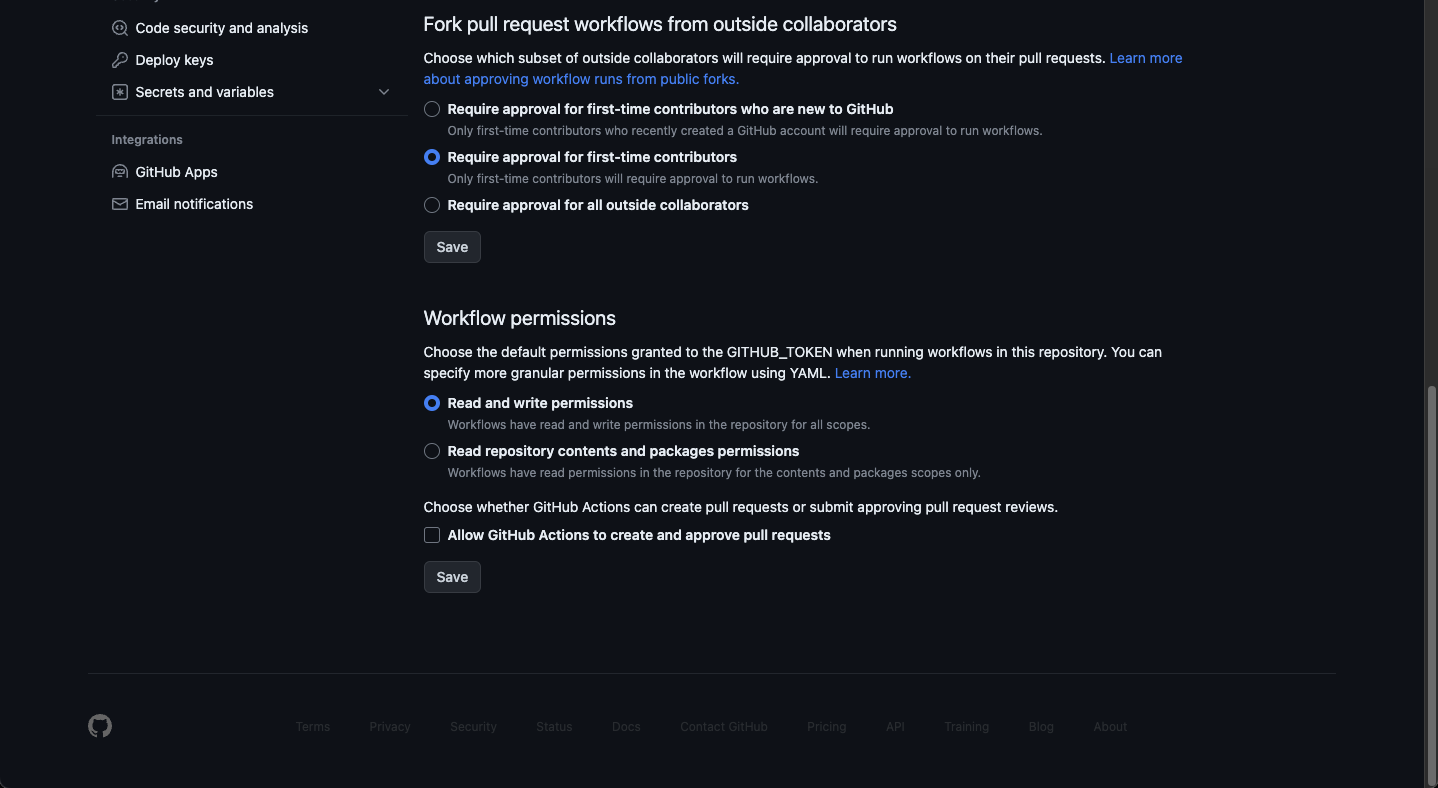 Code security and analysis
Deploy keys
Secrets and variables
Integrations
GitHub Apps
Email notifications
Fork pull request workflows from outside collaborators
Choose which subset of outside collaborators will require approval to run workflows on their pull requests. Learn more
about approving workflow runs from public forks.
Require approval for first-time contributors who are new to GitHub
Only first-time contributors who recently created a GitHub account will require approval to run workflows.
Require approval for first-time contributors
Only first-time contributors will require approval to run workflows.
Require approval for all outside collaborators
Save
Workflow permissions
Choose the default permissions granted to the GITHUB_TOKEN when running workflows in this repository. You can
specify more granular permissions in the workflow using YAML. Learn more.
Read and write permissions
Workflows have read and write permissions in the repository for all scopes.
Read repository contents and packages permissions
Workflows have read permissions in the repository for the contents and packages scopes only.
Choose whether GitHub Actions can create pull requests or submit approving pull request reviews.
Allow GitHub Actions to create and approve pull requests
Save
Terms Privacy Security Status Docs Contact GitHub Pricing API Training Blog About